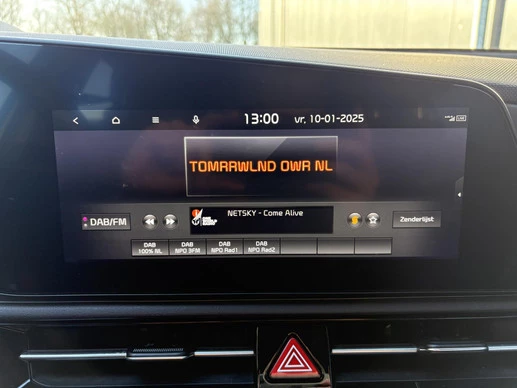 13:00 vr, 10-01-2025
TOMRRWLND OWR NL
DAB/FM
NETSKY - Come Alive
Zenderlijst
DAB DAB DAB DAB
100% NL NPO 3FM NPO Rad1 NPO Rad2